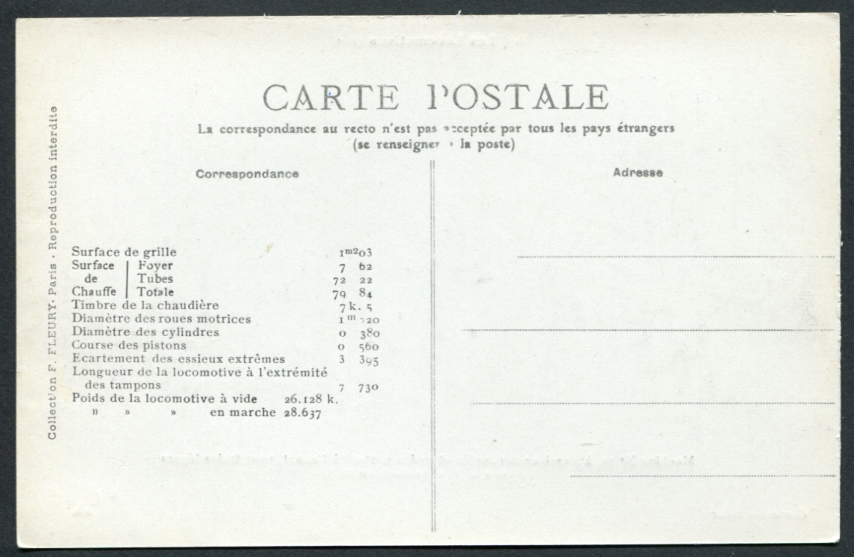 CARTE POSTALE
La correspondance au recto n'est pas acceptée par tous les pays étrangers
(se renseigner à la poste)
Correspondance
Adresse
Collection F. FLEURY- Paris - Reproduction interdite
Surface de grille 1m203
Surface | Foyer 7 62
de | Tubes 72 22
Chauffe | Totale 79 84
Timbre de la chaudière 7 k. 5
Diamètre des roues motrices 1 m
Diamètre des cylindres 0 380
Course des pistons 0 560
Ecartement des essieux extrêmes 3 395
Longueur de la locomotive à l'extrémité
des tampons 7 730
Poids de la locomotive à vide 26.128 k.
» » » en marche 28.637